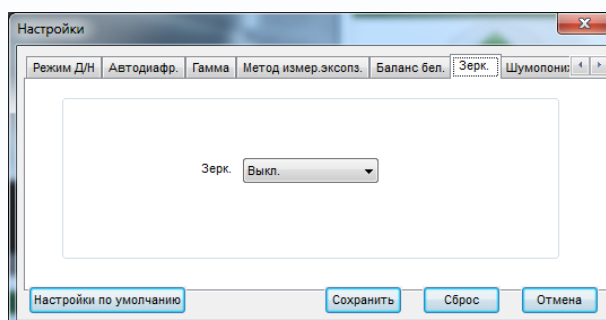 Настройки
Режим Д/Н Автодиафр. Гамма Метод измер.экспоз. Баланс бел. Зерк. Шумопони
Зерк. Выкл.
Настройки по умолчанию Сохранить Сброс Отмена